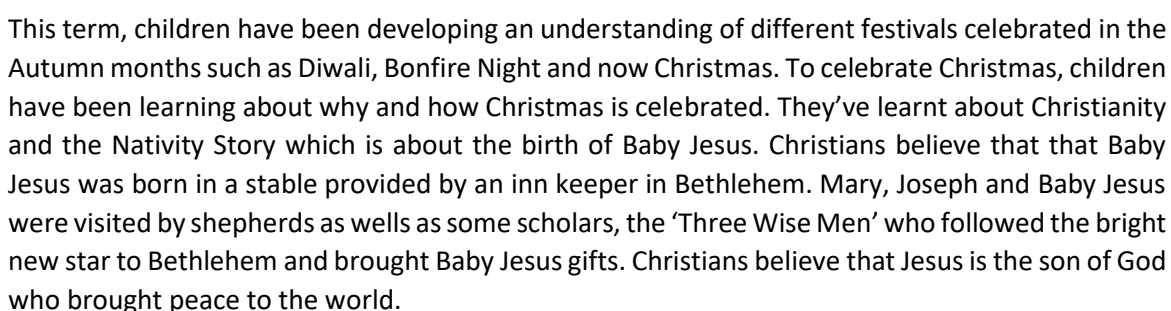 This term, children have been developing an understanding of different festivals celebrated in the
Autumn months such as Diwali, Bonfire Night and now Christmas. To celebrate Christmas, children
have been learning about why and how Christmas is celebrated. They’ve learnt about Christianity
and the Nativity Story which is about the birth of Baby Jesus. Christians believe that that Baby
Jesus was born in a stable provided by an inn keeper in Bethlehem. Mary, Joseph and Baby Jesus
were visited by shepherds as wells as some scholars, the ‘Three Wise Men’ who followed the bright
new star to Bethlehem and brought Baby Jesus gifts. Christians believe that Jesus is the son of God
who brought peace to the world.